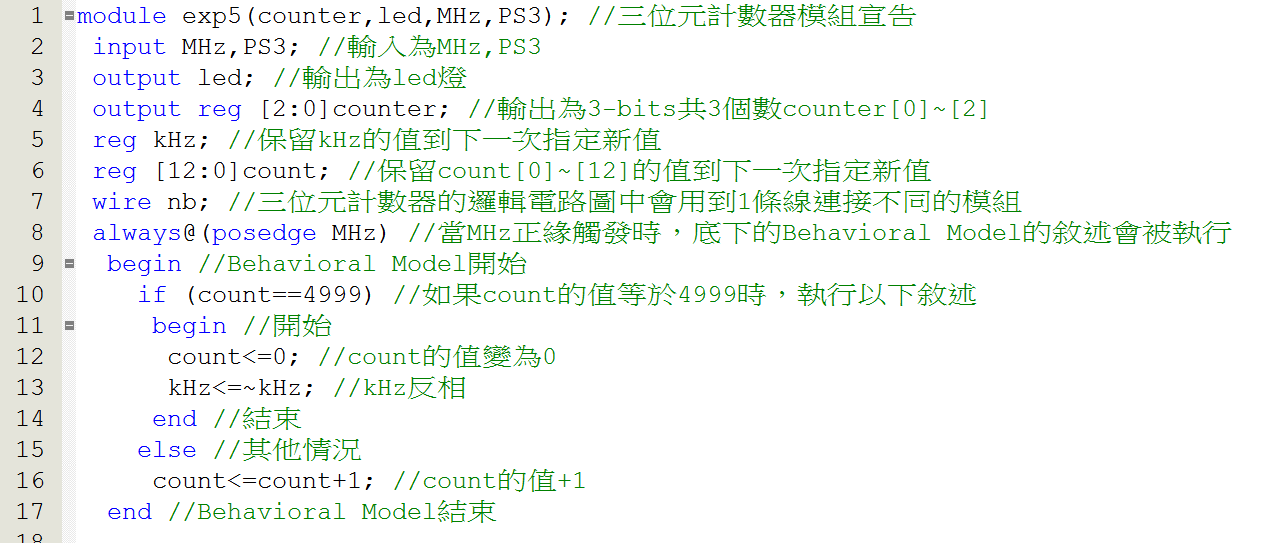 1 module exp5(counter,led,MHz,PS3); //三位元計數器模組宣告
2 input MHz,PS3; //輸入為MHz,PS3
3 output led; //輸出為led燈
4 output reg [2:0]counter; //輸出為3-bits共3個數counter[0]~[2]
5 reg kHz; //保留kHz的值到下一次指定新值
6 reg [12:0]count; //保留count[0]~[12]的值到下一次指定新值
7 wire nb; //三位元計數器的邏輯電路圖中會用到1條線連接不同的模組
8 always@(posedge MHz) //當MHz正緣觸發時，底下的Behavioral Model的敘述會被執行
9 begin //Behavioral Model開始
10 if (count==4999) //如果count的值等於4999時，執行以下敘述
11 begin //開始
12 count<=0; //count的值變為0
13 kHz<=~kHz; //kHz反相
14 end //結束
15 else //其他情況
16 count<=count+1; //count的值+1
17 end //Behavioral Model結束
18